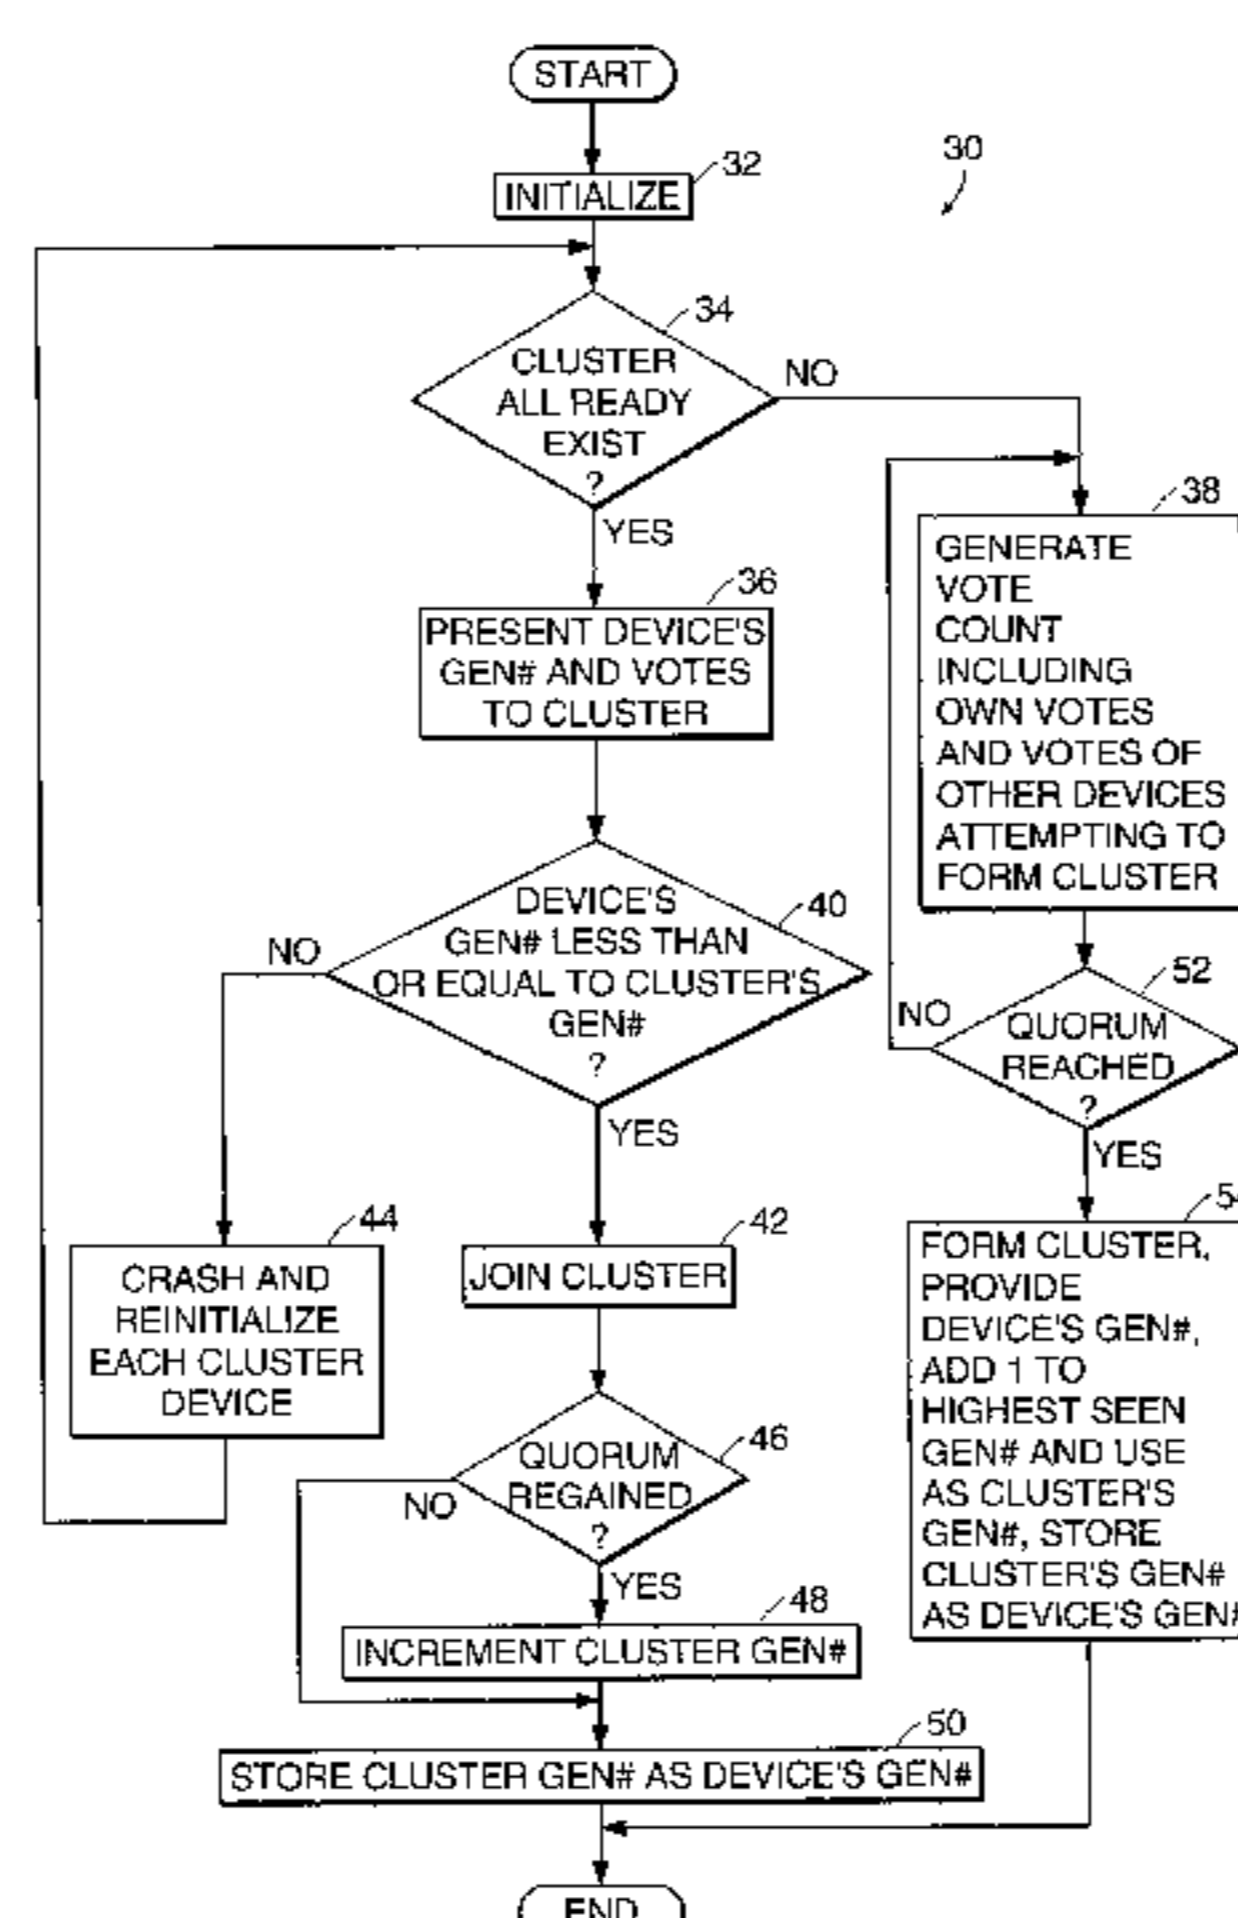 START
INITIALIZE
32
30
34
CLUSTER
ALL READY
EXIST
?
NO
YES
36
PRESENT DEVICE'S
GEN# AND VOTES
TO CLUSTER
38
GENERATE
VOTE
COUNT
INCLUDING
OWN VOTES
AND VOTES OF
OTHER DEVICES
ATTEMPTING TO
FORM CLUSTER
40
DEVICE'S
GEN# LESS THAN
OR EQUAL TO CLUSTER'S
GEN#
?
NO
YES
52
QUORUM
REACHED
?
NO
YES
44
CRASH AND
REINITIALIZE
EACH CLUSTER
DEVICE
42
JOIN CLUSTER
46
QUORUM
REGAINED
?
NO
YES
48
INCREMENT CLUSTER GEN#
50
STORE CLUSTER GEN# AS DEVICE'S GEN#
FORM CLUSTER,
PROVIDE
DEVICE'S GEN#,
ADD 1 TO
HIGHEST SEEN
GEN# AND USE
AS CLUSTER'S
GEN#, STORE
CLUSTER'S GEN#
AS DEVICE'S GEN#
END